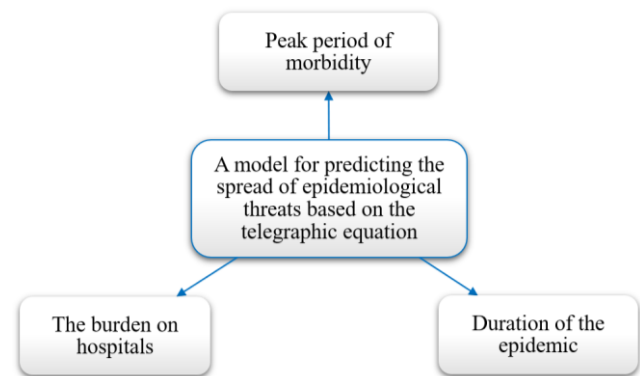 Peak period of
morbidity
A model for predicting the
spread of epidemiological
threats based on the
telegraphic equation
The burden on
hospitals
Duration of the
epidemic